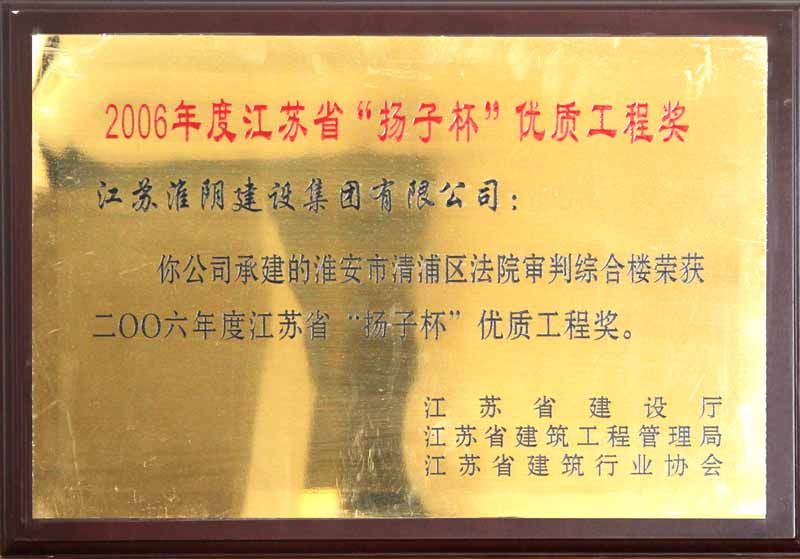 2006年度江苏省“扬子杯”优质工程奖
江苏淮阴建设集团有限公司：
你公司承建的淮安市清浦区法院审判综合楼荣获
二〇〇六年度江苏省“扬子杯”优质工程奖。
江苏省建设厅
江苏省建筑工程管理局
江苏省建筑行业协会